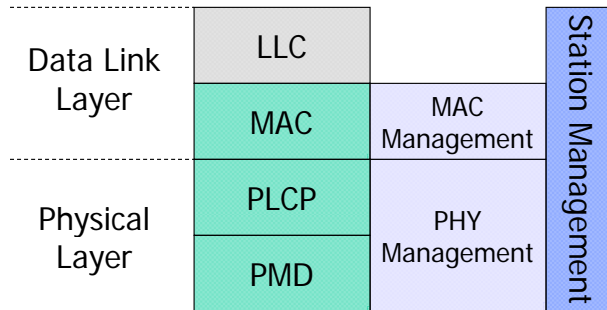 Data Link
Layer
LLC
MAC
MAC
Management
Physical
Layer
PLCP
PMD
PHY
Management
Station Management